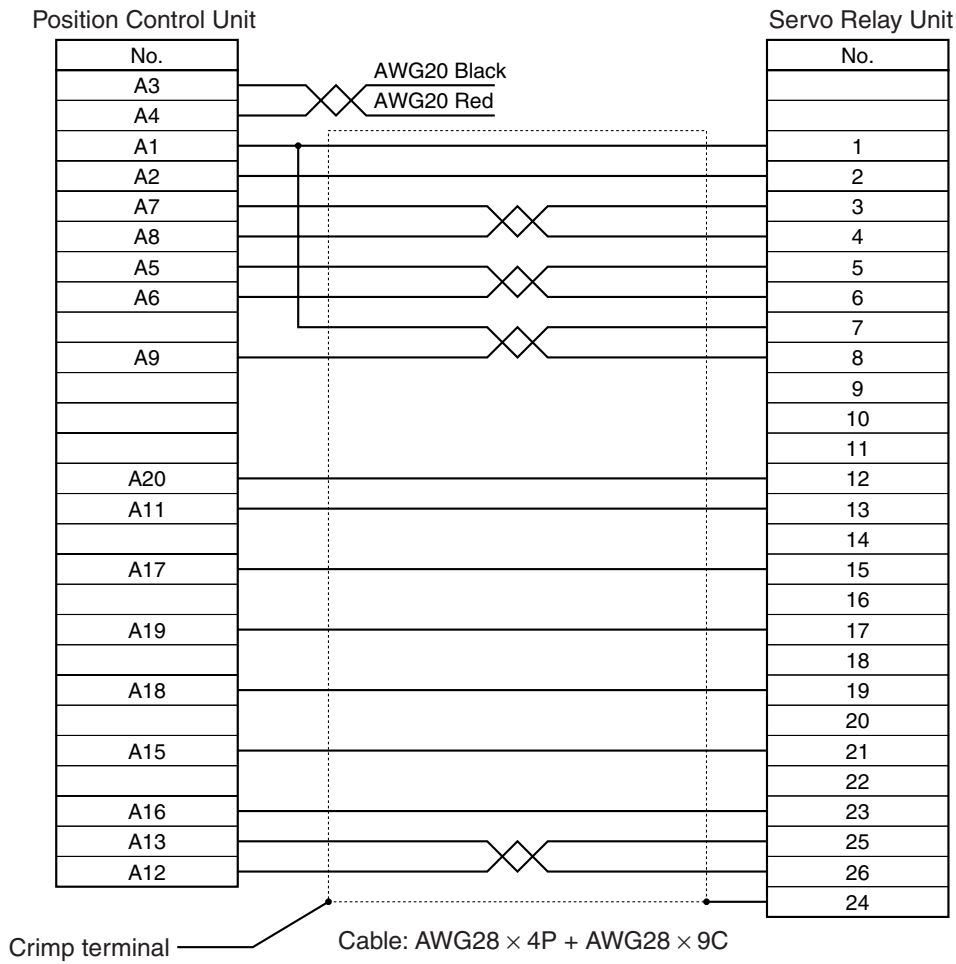 Position Control Unit
Servo Relay Unit
No.
No.
A3
AWG20 Black
A4
AWG20 Red
A1
1
A2
2
A7
3
A8
4
A5
5
A6
6
7
A9
8
9
10
11
A20
12
A11
13
14
A17
15
16
A19
17
18
A18
19
20
A15
21
22
A16
23
A13
25
A12
26
24
Crimp terminal
Cable: AWG28 × 4P + AWG28 × 9C